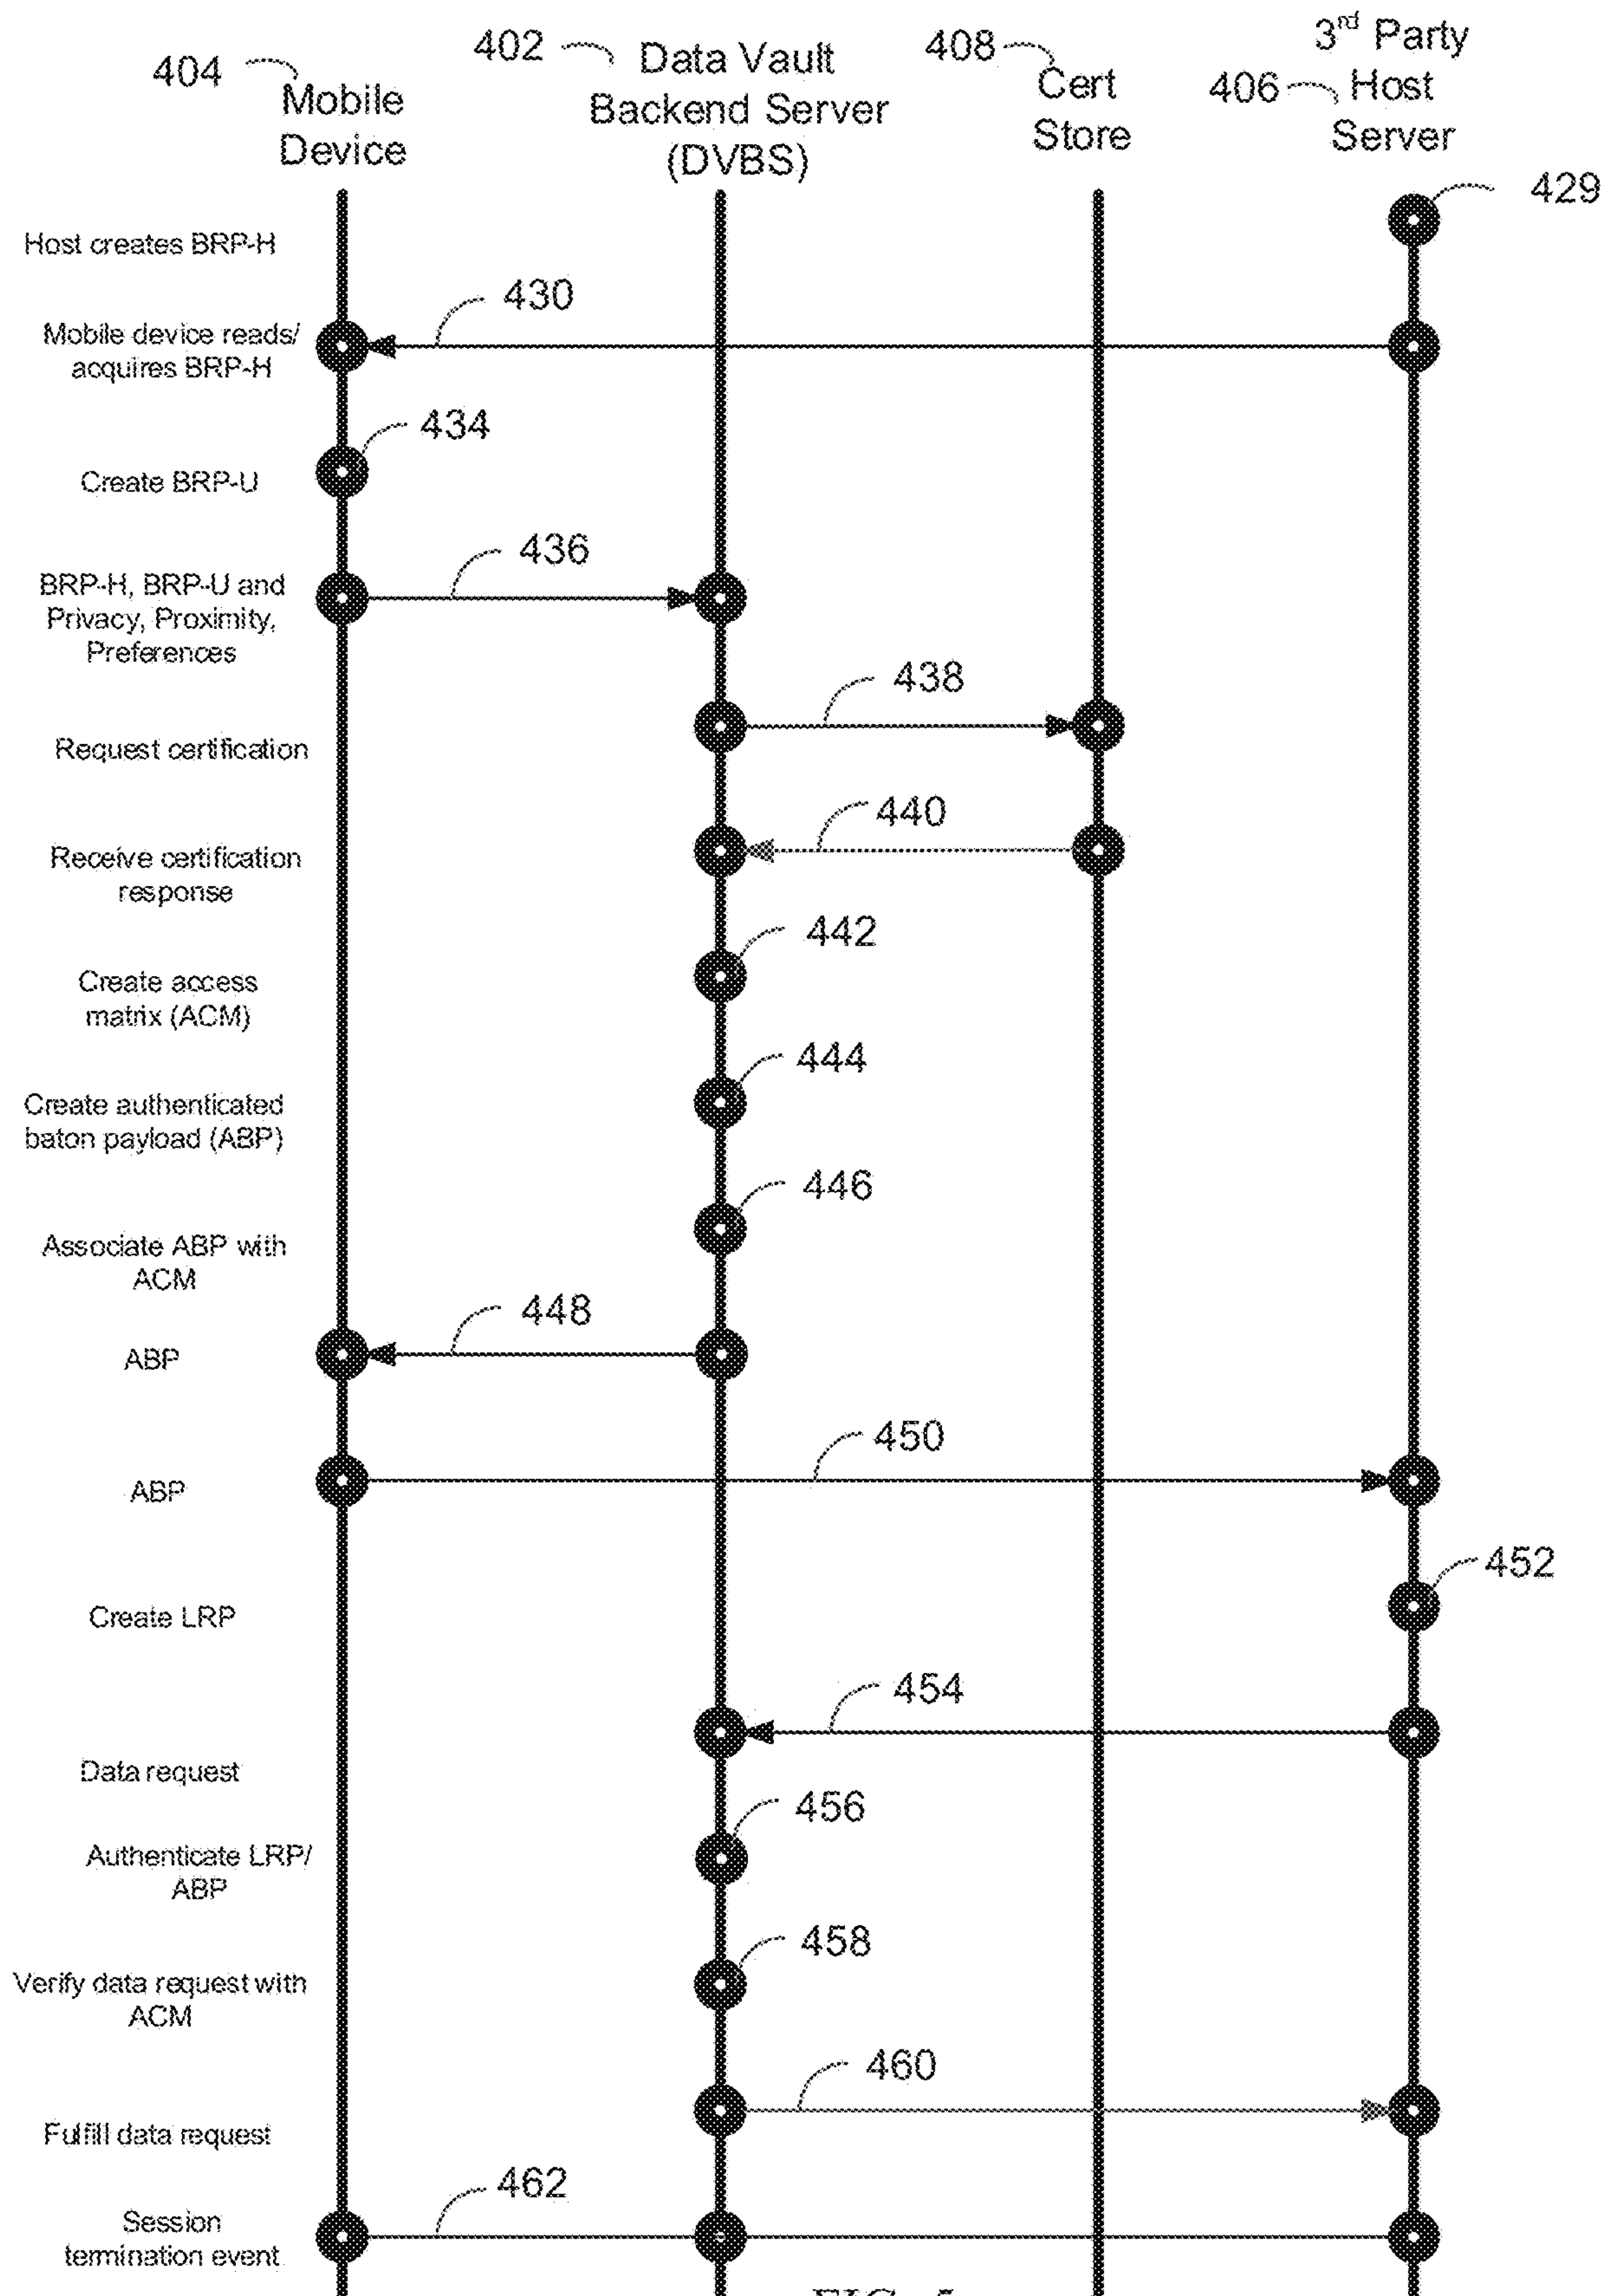 404
Mobile
Device
402
Data Vault
Backend Server
(DVBS)
408
Cert
Store
3rd Party
406
Host
Server
429
Host creates BRP-H
430
Mobile device reads/
acquires BRP-H
434
Create BRP-U
436
BRP-H, BRP-U and
Privacy, Proximity,
Preferences
438
Request certification
440
Receive certification
response
442
Create access
matrix (ACM)
444
Create authenticated
baton payload (ABP)
446
Associate ABP with
ACM
448
ABP
450
ABP
452
Create LRP
454
Data request
456
Authenticate LRP/
ABP
458
Verify data request with
ACM
460
Fulfill data request
462
Session
termination event